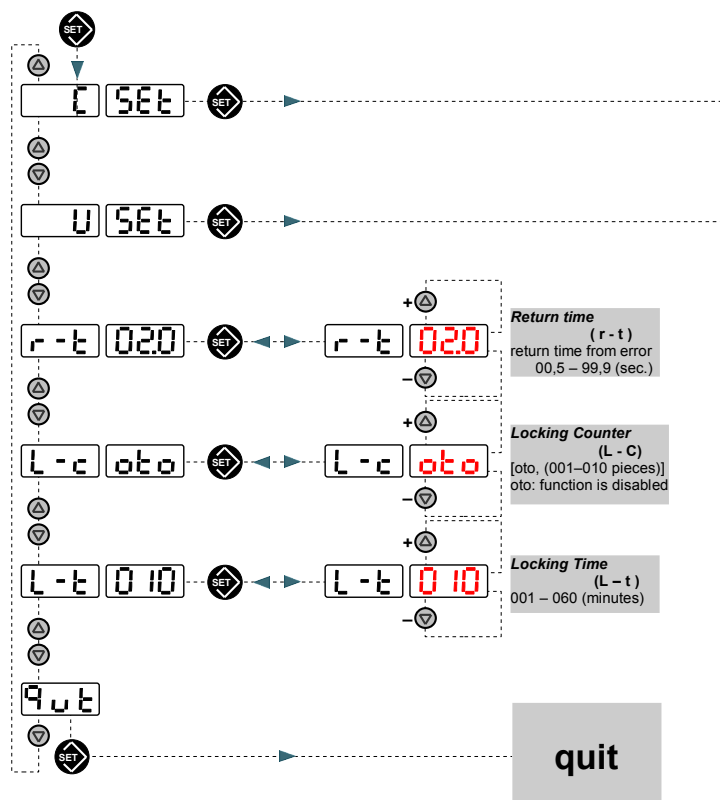 SET
C SEt SET
U SEt SET
+
r-t 02.0 SET r-t 02.0
–
Return time
( r - t )
return time from error
00,5 – 99,9 (sec.)
+
L-c oto SET L-c oto
–
Locking Counter
(L - C)
[oto, (001–010 pieces)]
oto: function is disabled
+
L-t 010 SET L-t 010
–
Locking Time
(L – t )
001 – 060 (minutes)
qut
SET
quit